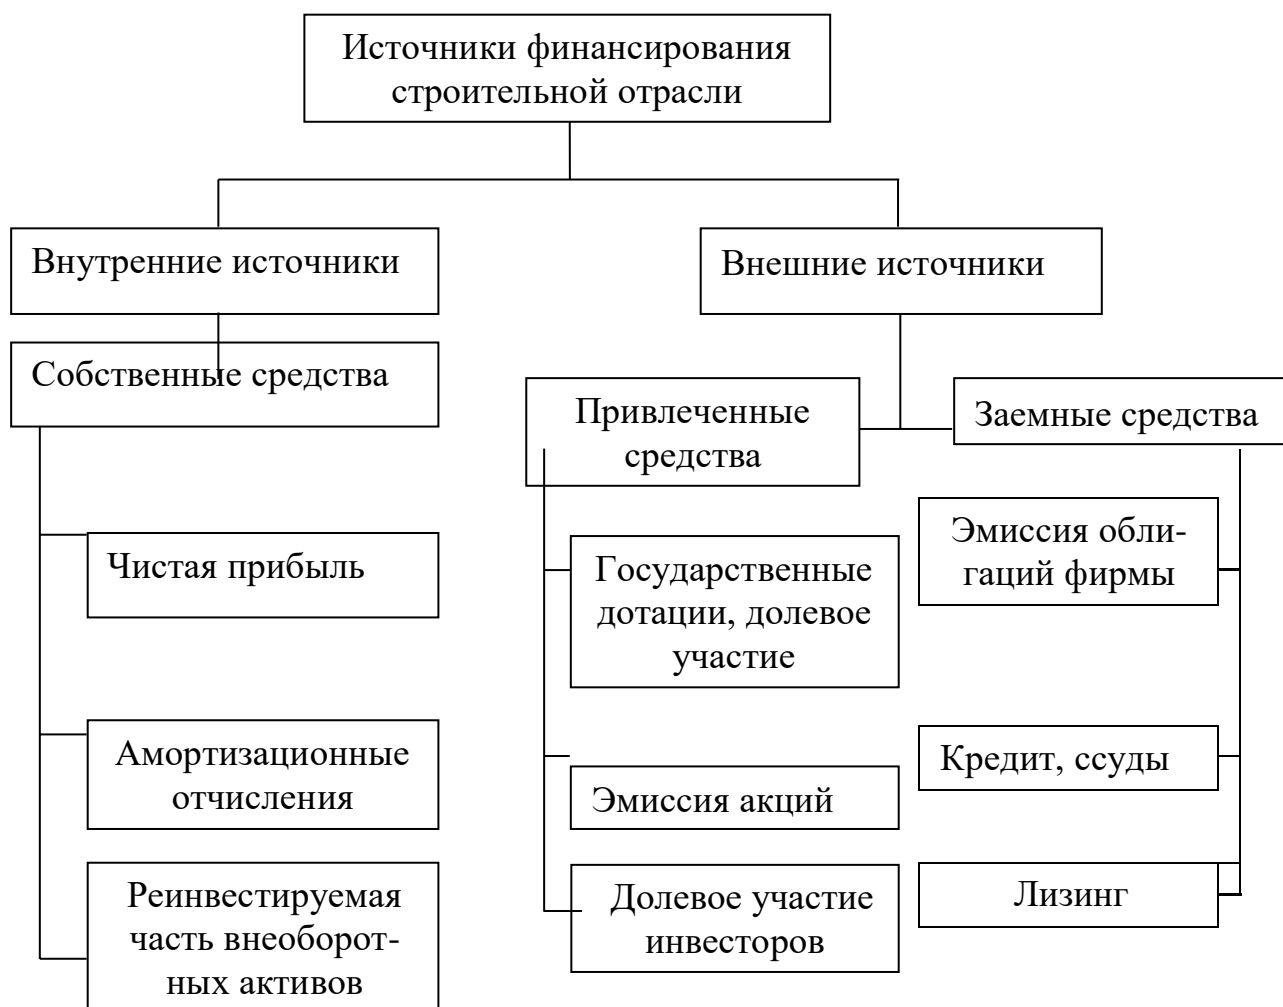 Источники финансирования
строительной отрасли
Внутренние источники
Внешние источники
Собственные средства
Привлеченные
средства
Заемные средства
Чистая прибыль
Амортизационные
отчисления
Реинвестируемая
часть внеоборот-
ных активов
Государственные
дотации, долевое
участие
Эмиссия акций
Долевое участие
инвесторов
Эмиссия обли-
гаций фирмы
Кредит, ссуды
Лизинг